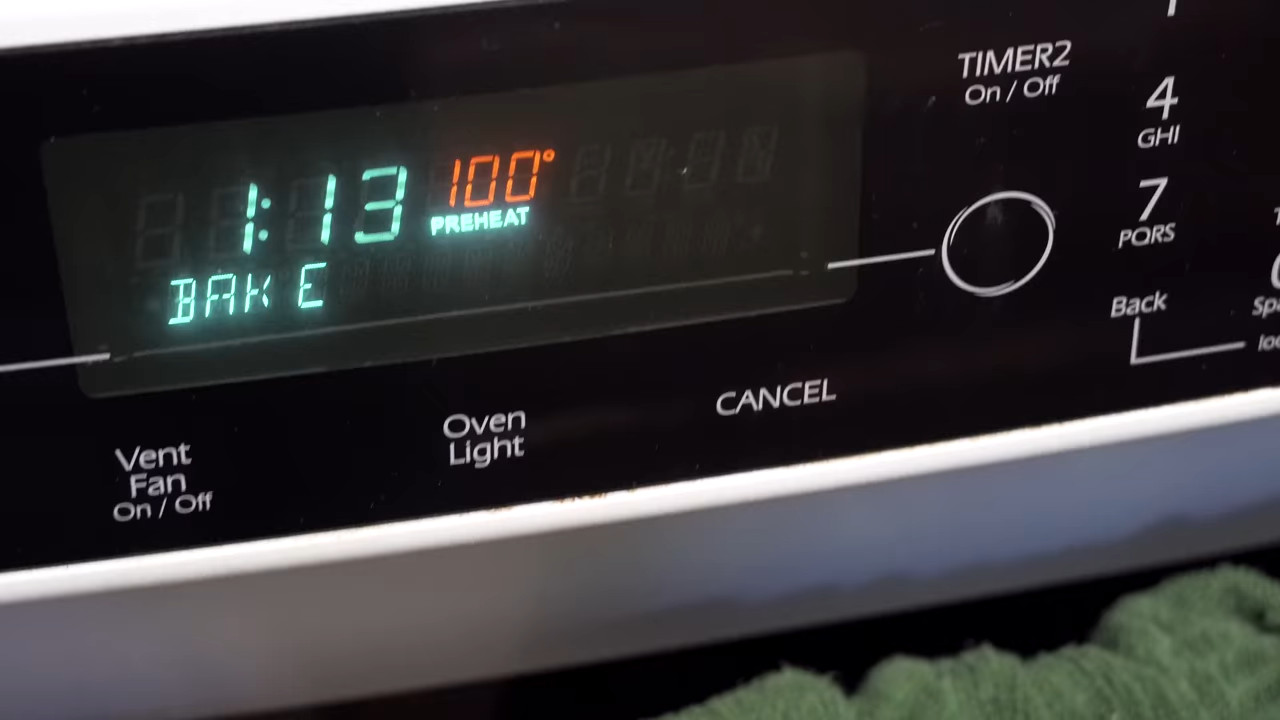 1:13 100°
PREHEAT
BAKE
TIMER2
On / Off
4
GHI
7
PQRS
Back
Vent
Fan
On / Off
Oven
Light
CANCEL